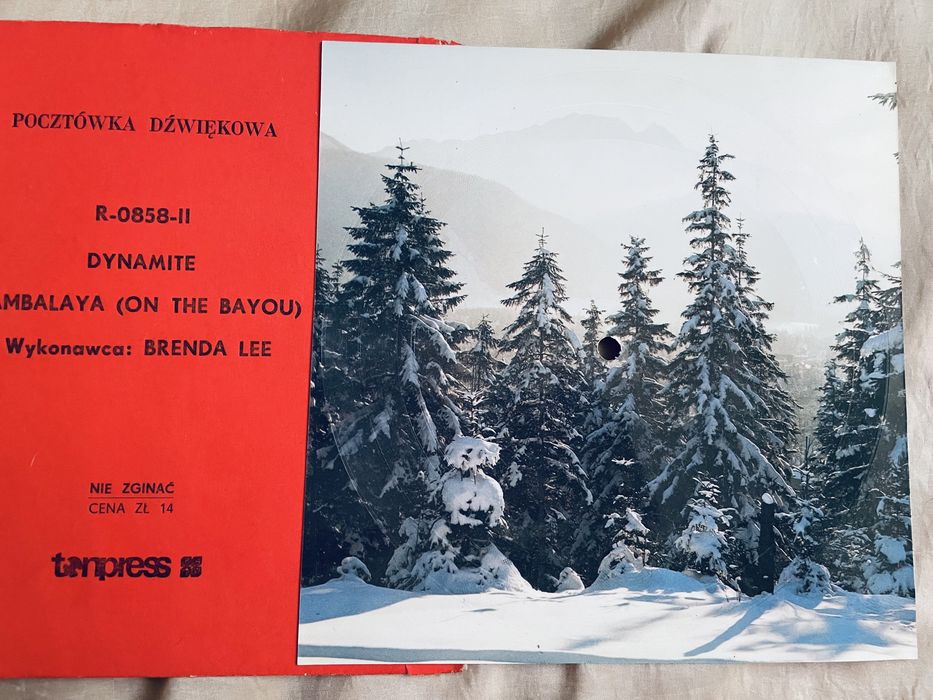 POCZTÓWKA DŹWIĘKOWA
R-0858-II
DYNAMITE
AMBALAYA (ON THE BAYOU)
Wykonawca: BRENDA LEE
NIE ZGINAĆ
CENA ZŁ 14
tonpress